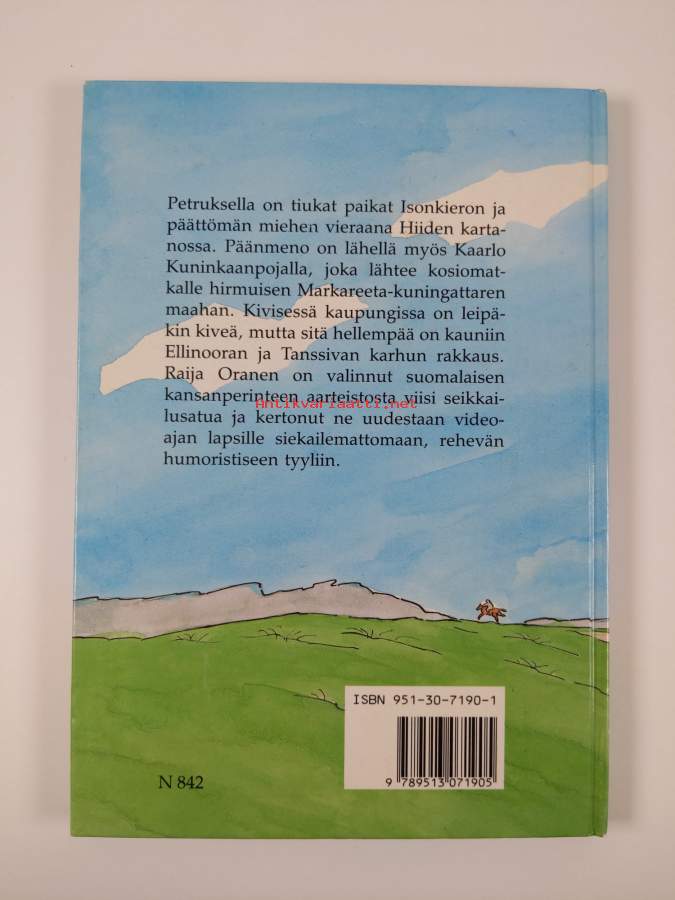 Petruksella on tiukat paikat Isonkieron ja
päättömän miehen vieraana Hiiden karta-
nossa. Päänmeno on lähellä myös Kaarlo
Kuninkaanpojalla, joka lähtee kosiomat-
kalle hirmuisen Markareeta-kuningattaren
maahan. Kivisessä kaupungissa on leipä-
kin kiveä, mutta sitä hellempää on kauniin
Ellinooran ja Tanssivan karhun rakkaus.
Raija Oranen on valinnut suomalaisen
kansanperinteen aarteistosta viisi seikkai-
Antikvariaatti.net
lusatua ja kertonut ne uudestaan video-
ajan lapsille siekailemattomaan, rehevän
humoristiseen tyyliin.
ISBN 951-30-7190-1
9 789513 071905
N 842